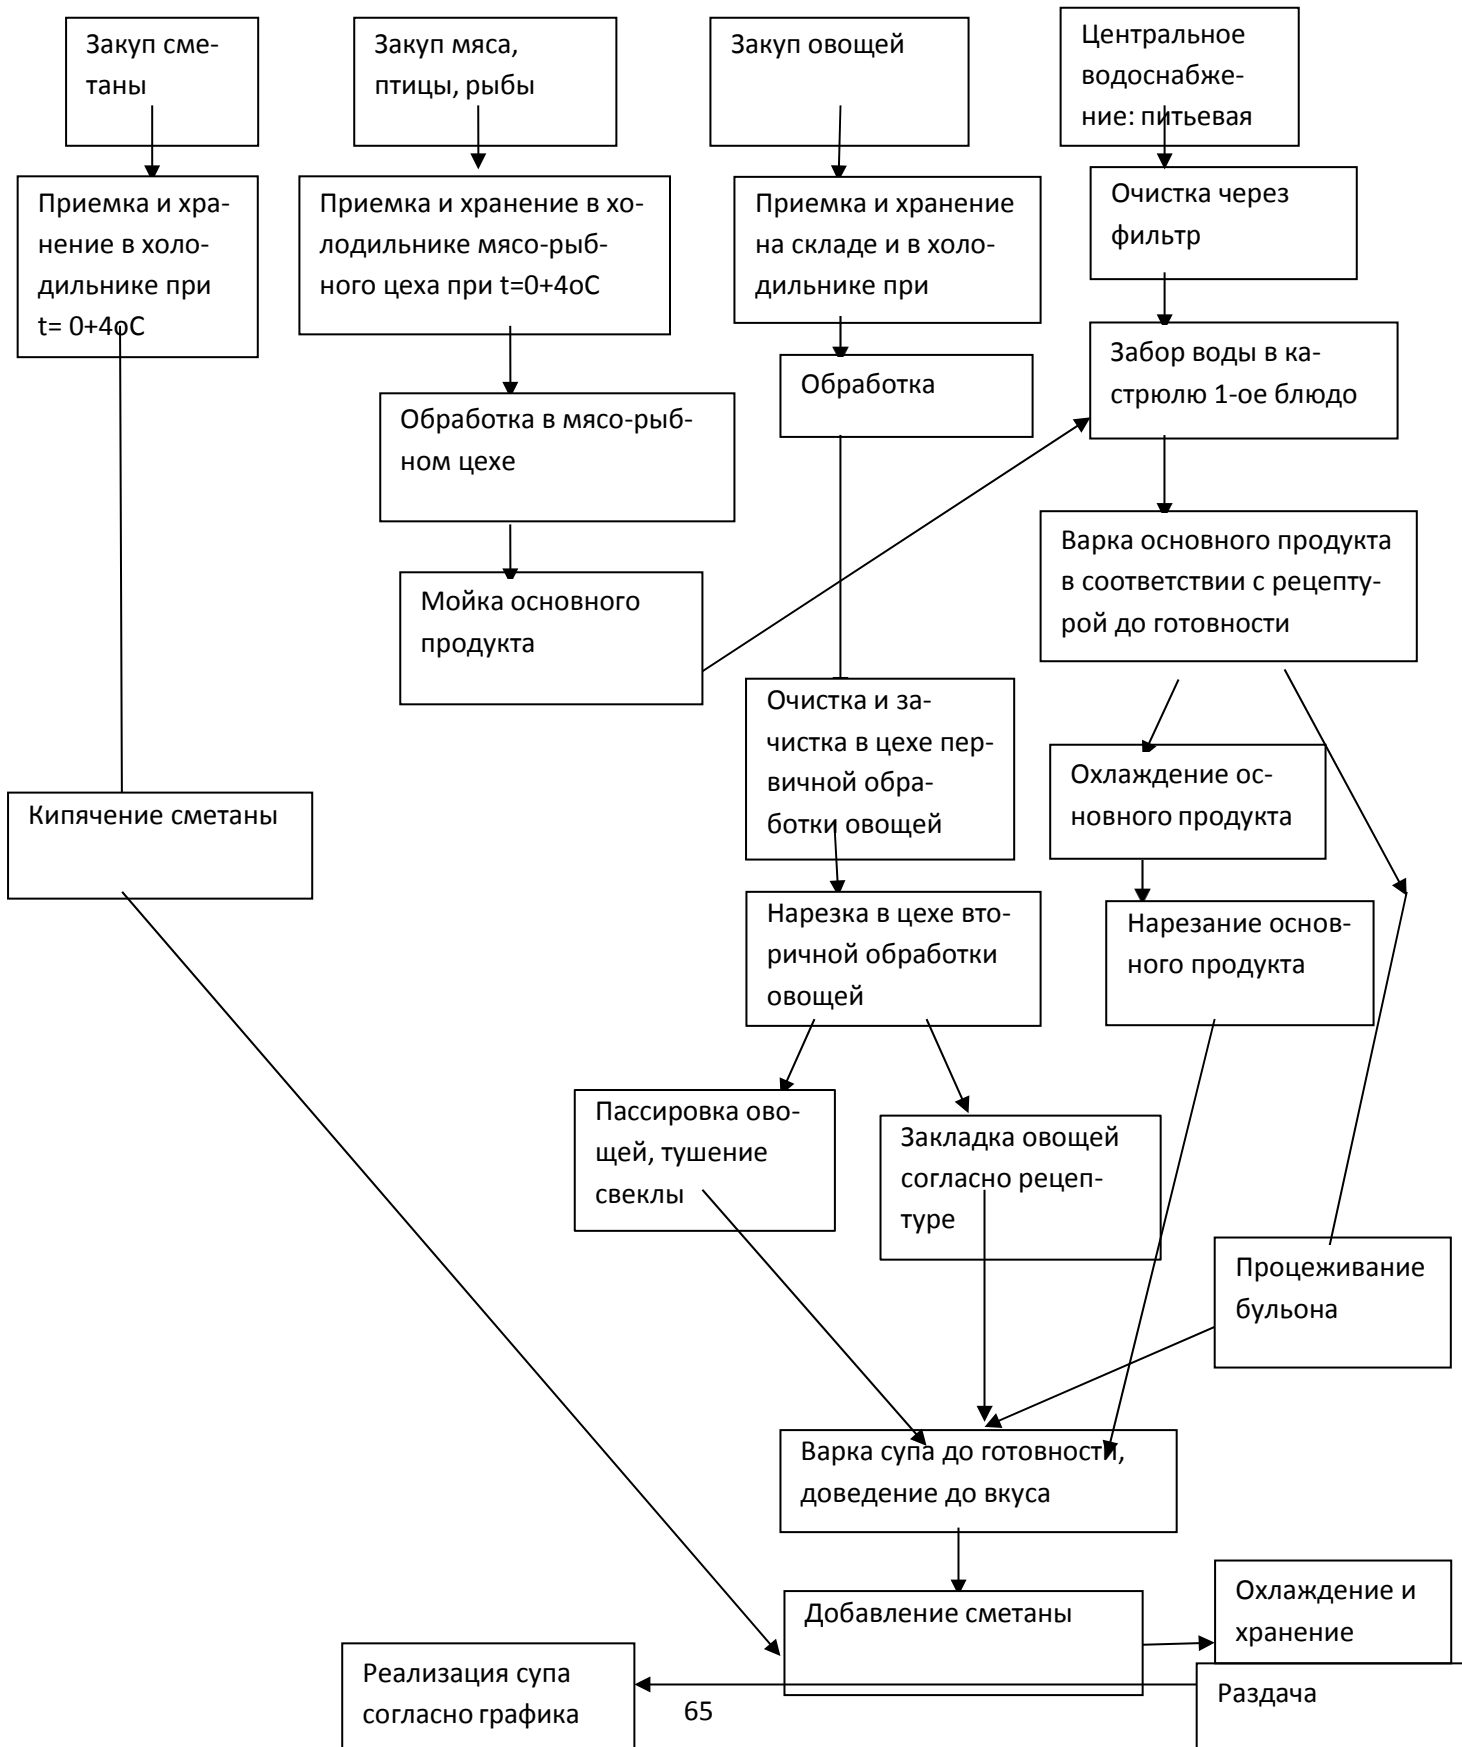 Закуп сме-
таны
Закуп мяса,
птицы, рыбы
Закуп овощей
Центральное
водоснабже-
ние: питьевая
Приемка и хра-
нение в холо-
дильнике при
t= 0+4оС
Приемка и хранение в хо-
лодильнике мясо-рыб-
ного цеха при t=0+4оС
Приемка и хранение
на складе и в холо-
дильнике при
Очистка через
фильтр
Обработка в мясо-рыб-
ном цехе
Обработка
Забор воды в ка-
стрюлю 1-ое блюдо
Мойка основного
продукта
Варка основного продукта
в соответствии с рецепту-
рой до готовности
Очистка и за-
чистка в цехе пер-
вичной обра-
ботки овощей
Охлаждение ос-
новного продукта
Кипячение сметаны
Нарезка в цехе вто-
ричной обработки
овощей
Нарезание основ-
ного продукта
Пассировка ово-
щей, тушение
свеклы
Закладка овощей
согласно рецеп-
туре
Процеживание
бульона
Варка супа до готовности,
доведение до вкуса
Добавление сметаны
Охлаждение и
хранение
Реализация супа
согласно графика
Раздача
65